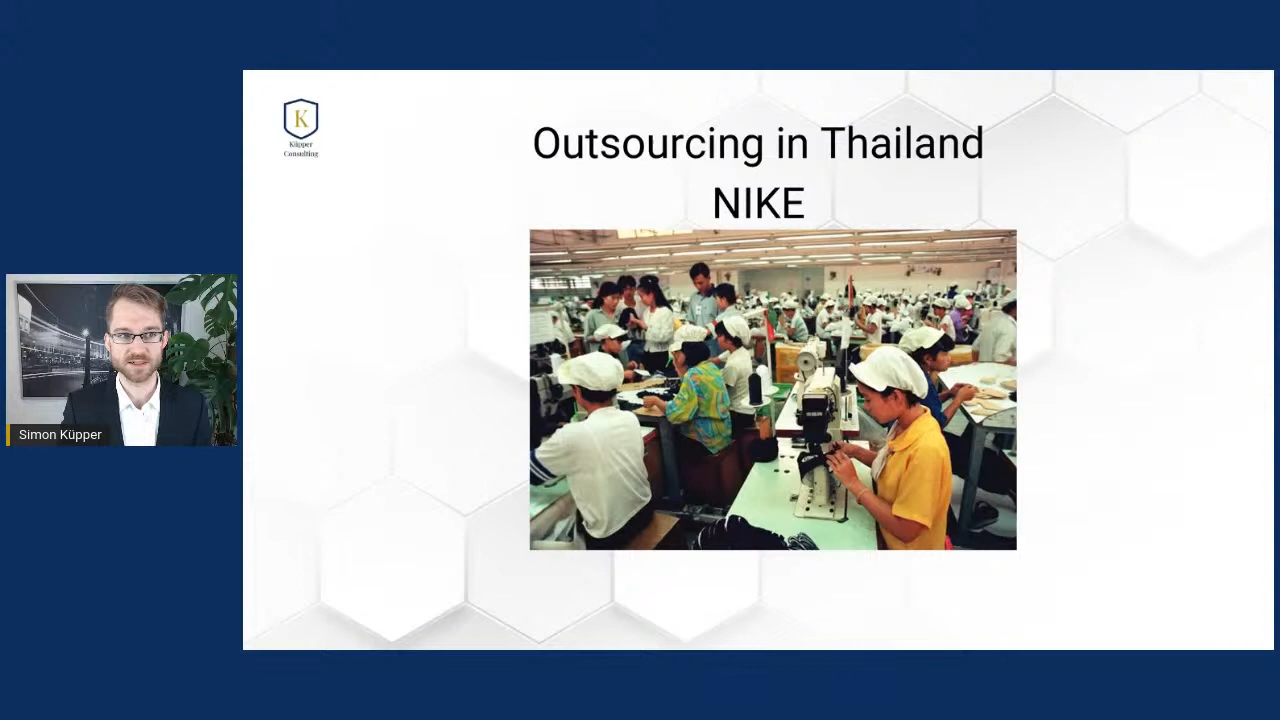 K
Küpper
Consulting
Outsourcing in Thailand
NIKE
Simon Küpper